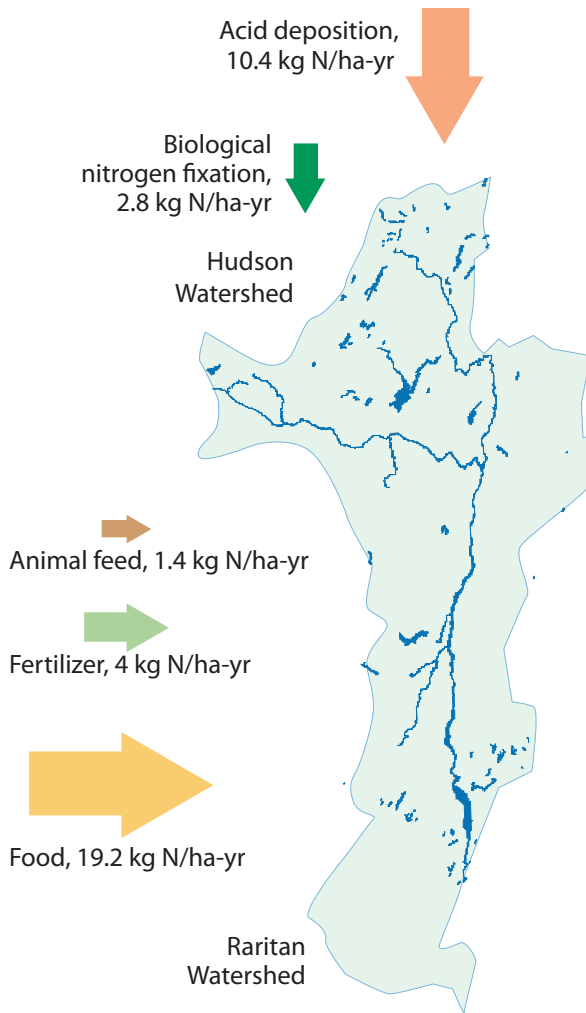 Acid deposition,
10.4 kg N/ha-yr
Biological
nitrogen fixation,
2.8 kg N/ha-yr
Hudson
Watershed
Animal feed, 1.4 kg N/ha-yr
Fertilizer, 4 kg N/ha-yr
Food, 19.2 kg N/ha-yr
Raritan
Watershed